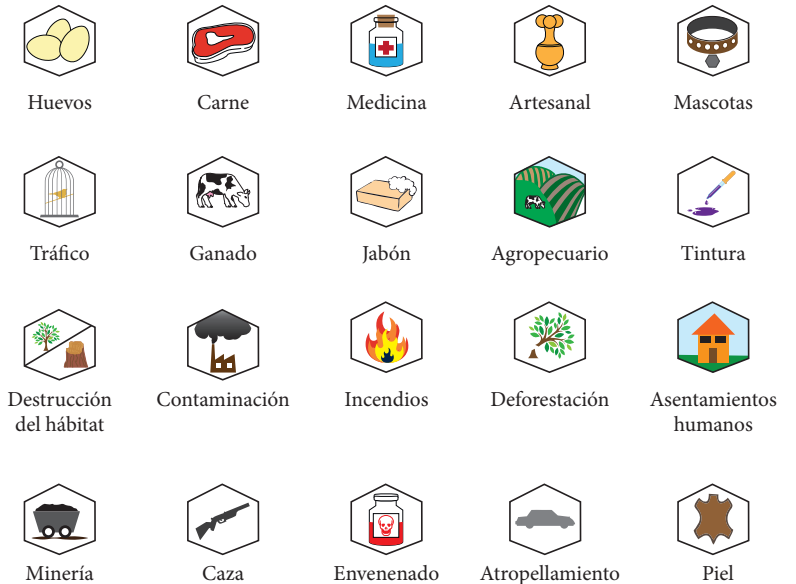 Huevos
Carne
Medicina
Artesanal
Mascotas
Tráfico
Ganado
Jabón
Agropecuario
Tintura
Destrucción
del hábitat
Contaminación
Incendios
Deforestación
Asentamientos
humanos
Minería
Caza
Envenenado
Atropellamiento
Piel